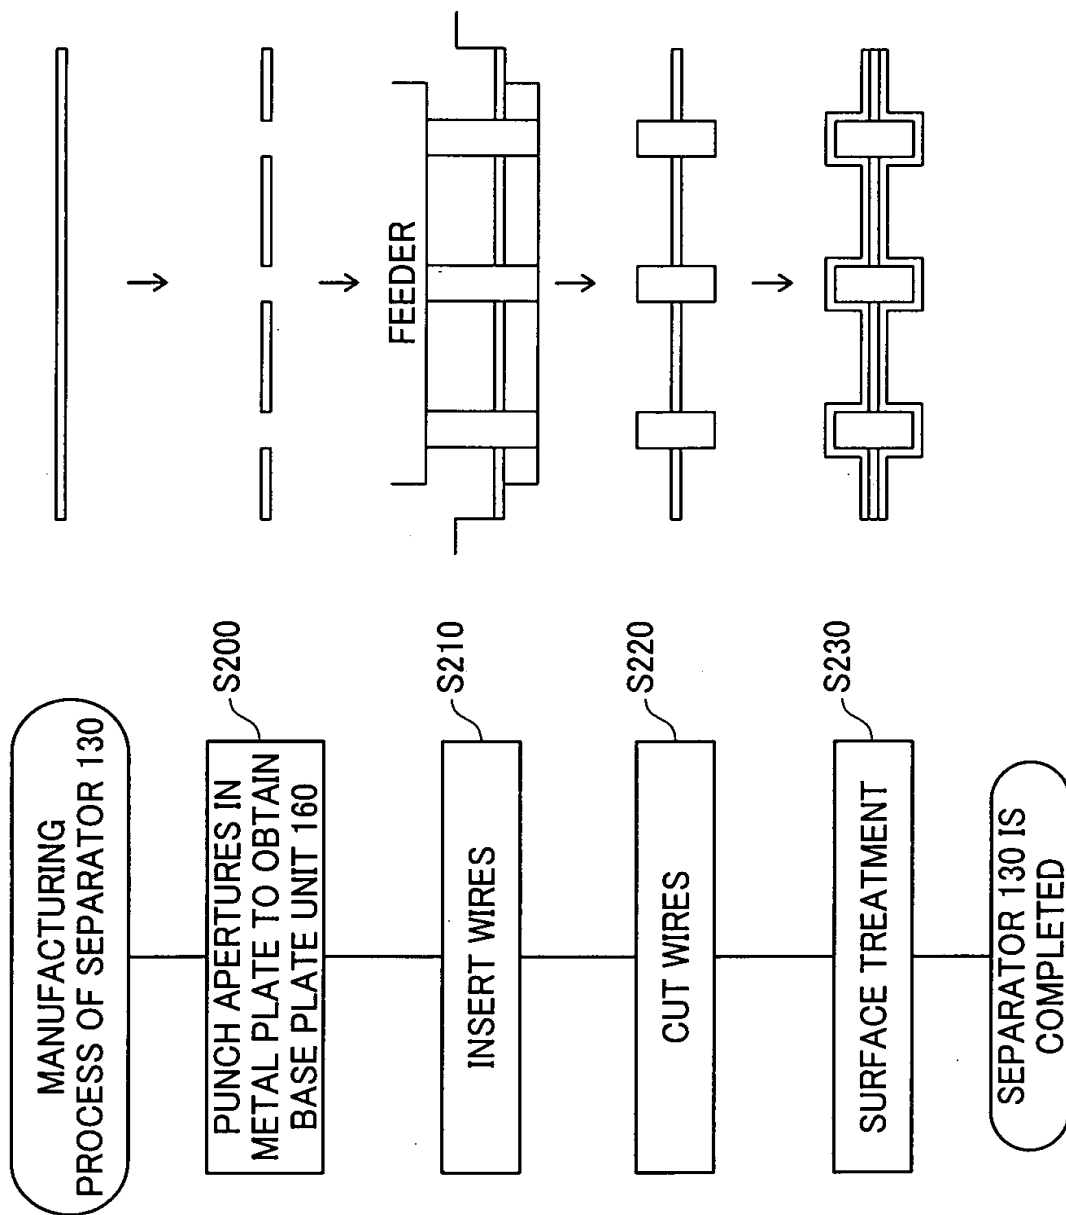 MANUFACTURING
PROCESS OF SEPARATOR 130
S200
PUNCH APERTURES IN
METAL PLATE TO OBTAIN
BASE PLATE UNIT 160
S210
INSERT WIRES
FEEDER
S220
CUT WIRES
S230
SURFACE TREATMENT
SEPARATOR 130 IS
COMPLETED